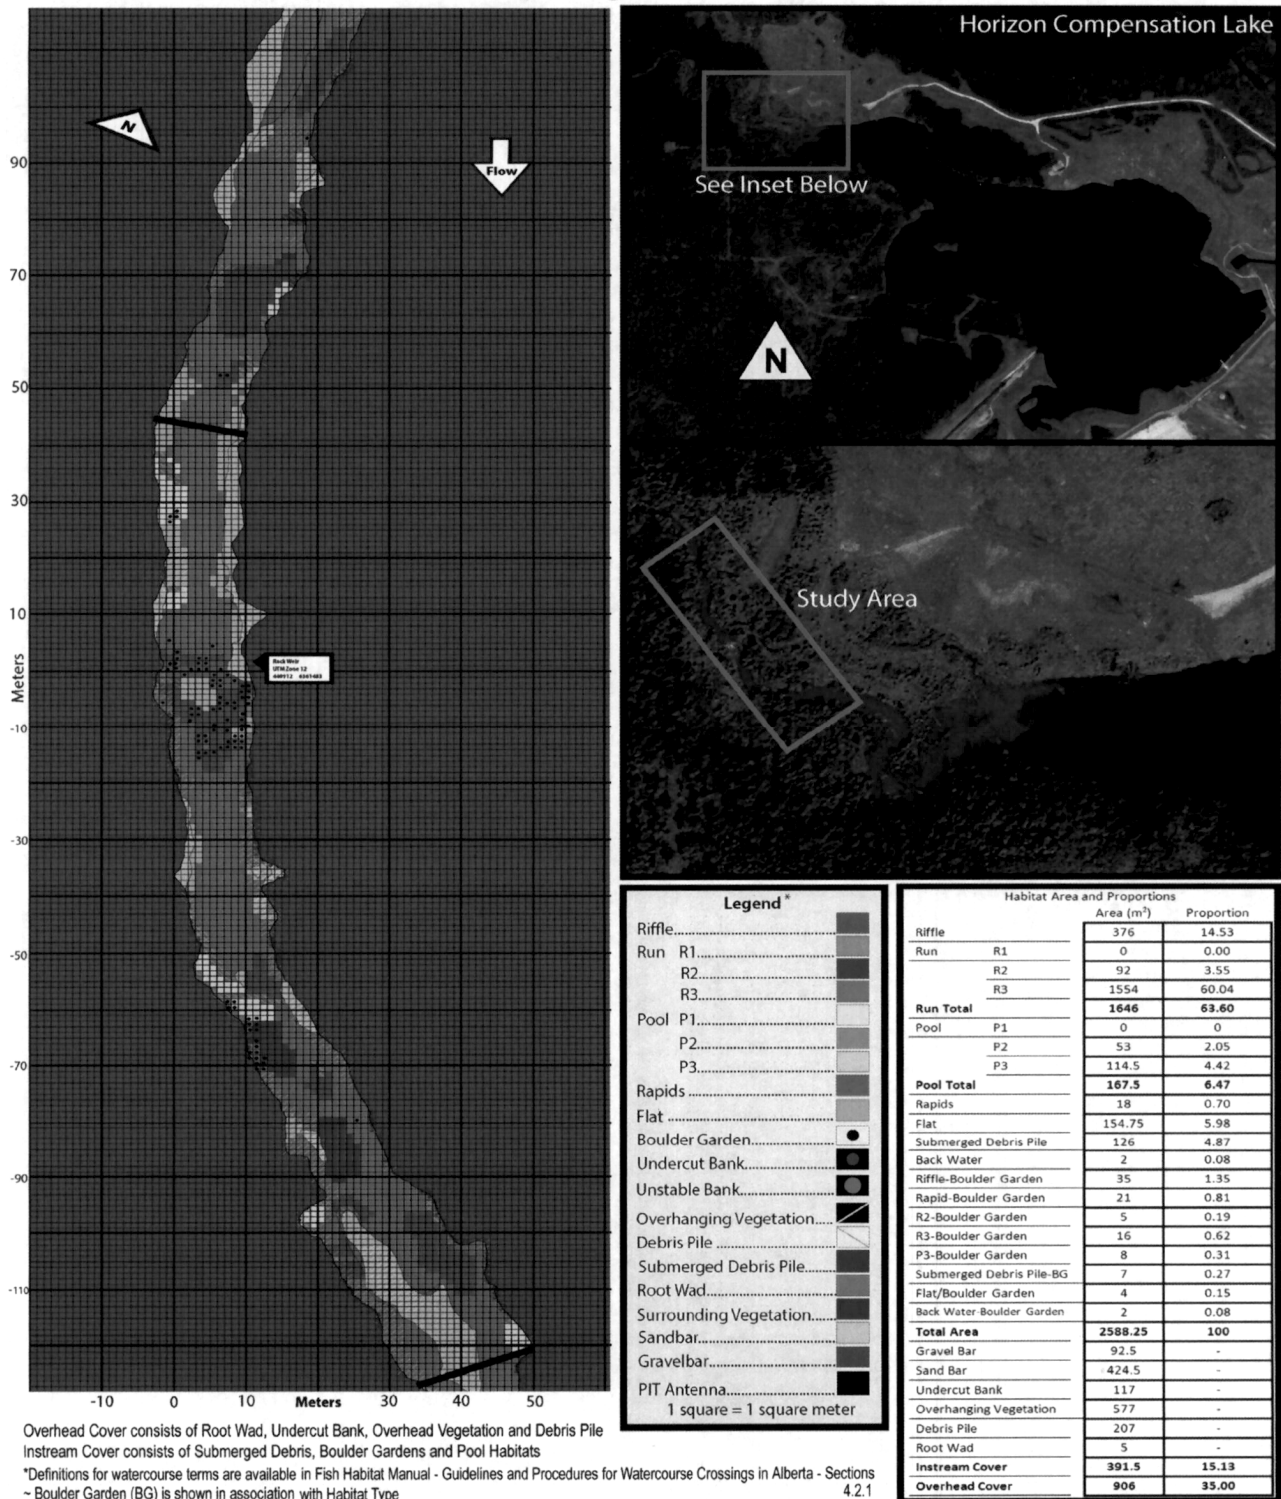 Horizon Compensation Lake
See Inset Below
N
Study Area
N
Flow
90
70
50
30
10
-10
-30
-50
-70
-90
-110
Meters
Rock Weir
UTM Zone 12
-10 0 10 Meters 30 40 50
Legend *
Riffle
Run R1
R2
R3
Pool P1
P2
P3
Rapids
Flat
Boulder Garden
Undercut Bank
Unstable Bank
Overhanging Vegetation
Debris Pile
Submerged Debris Pile
Root Wad
Surrounding Vegetation
Sandbar
Gravelbar
PIT Antenna
1 square = 1 square meter
Habitat Area and Proportions
Area (m²) Proportion
Riffle 376 14.53
Run R1 0 0.00
R2 92 3.55
R3 1554 60.04
Run Total 1646 63.60
Pool P1 0 0
P2 53 2.05
P3 114.5 4.42
Pool Total 167.5 6.47
Rapids 18 0.70
Flat 154.75 5.98
Submerged Debris Pile 126 4.87
Back Water 2 0.08
Riffle-Boulder Garden 35 1.35
Rapid-Boulder Garden 21 0.81
R2-Boulder Garden 5 0.19
R3-Boulder Garden 16 0.62
P3-Boulder Garden 8 0.31
Submerged Debris Pile-BG 7 0.27
Flat/Boulder Garden 4 0.15
Back Water-Boulder Garden 2 0.08
Total Area 2588.25 100
Gravel Bar 92.5 -
Sand Bar 424.5 -
Undercut Bank 117 -
Overhanging Vegetation 577 -
Debris Pile 207 -
Root Wad 5 -
Instream Cover 391.5 15.13
Overhead Cover 906 35.00
Overhead Cover consists of Root Wad, Undercut Bank, Overhead Vegetation and Debris Pile
Instream Cover consists of Submerged Debris, Boulder Gardens and Pool Habitats
*Definitions for watercourse terms are available in Fish Habitat Manual - Guidelines and Procedures for Watercourse Crossings in Alberta - Sections
4.2.1
~ Boulder Garden (BG) is shown in association with Habitat Type